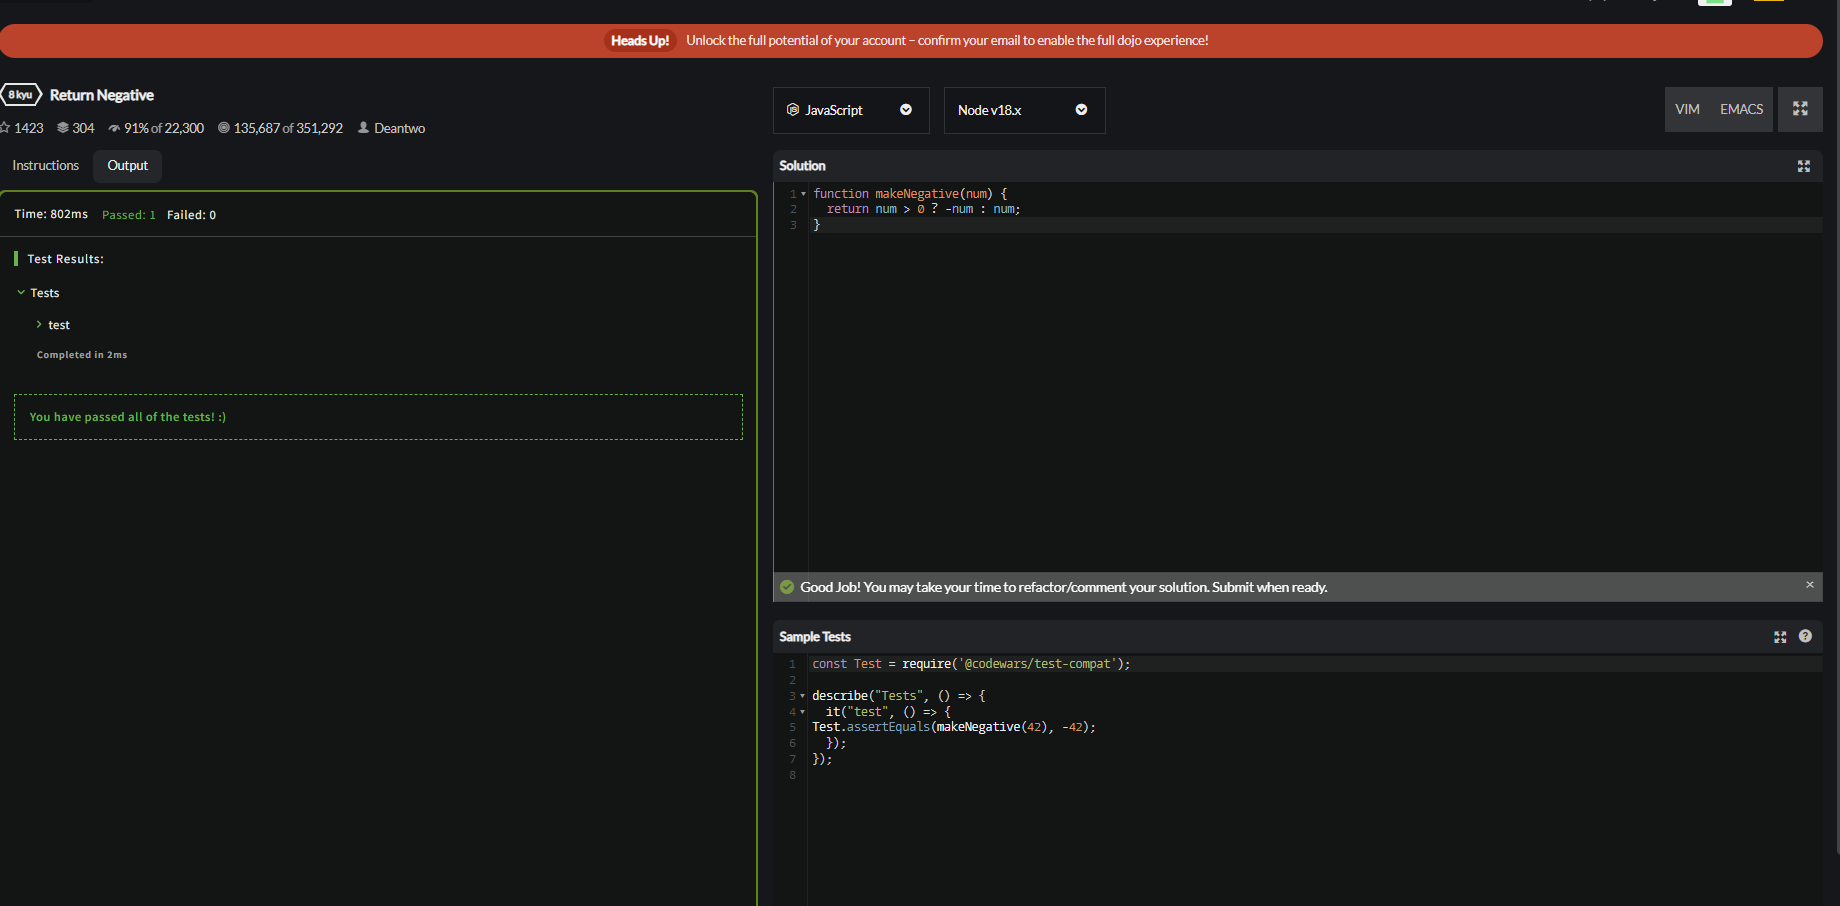 Heads Up! Unlock the full potential of your account – confirm your email to enable the full dojo experience!
8 kyu Return Negative
1423 304 91% of 22,300 135,687 of 351,292 Deantwo
Instructions Output
Time: 802ms Passed: 1 Failed: 0
Test Results:
Tests
test
Completed in 2ms
You have passed all of the tests! :)
JavaScript Node v18.x VIM EMACS
Solution
1 function makeNegative(num) {
2 return num > 0 ? -num : num;
3 }
Good Job! You may take your time to refactor/comment your solution. Submit when ready. ×
Sample Tests ?
1 const Test = require('@codewars/test-compat');
2
3 describe("Tests", () => {
4 it("test", () => {
5 Test.assertEquals(makeNegative(42), -42);
6 });
7 });
8